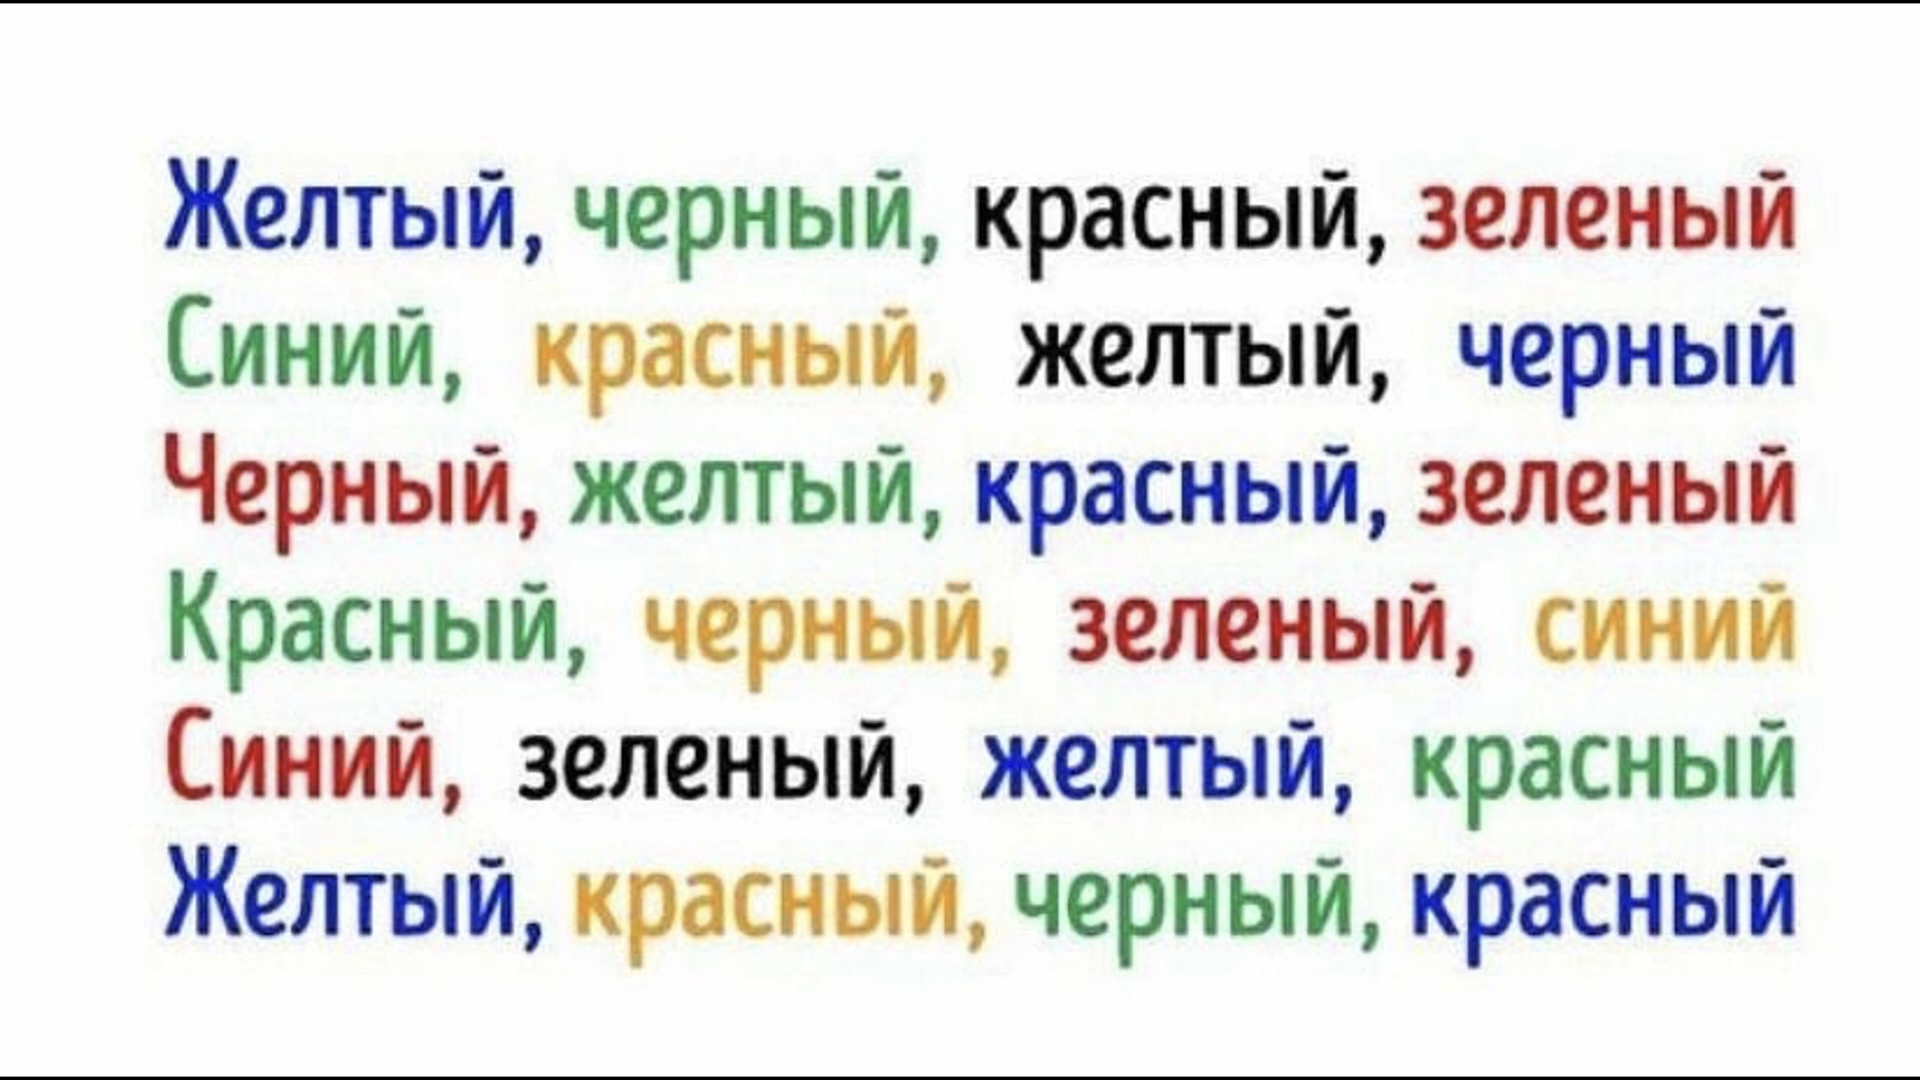 Желтый, черный, красный, зеленый
Синий, красный, желтый, черный
Черный, желтый, красный, зеленый
Красный, черный, зеленый, синий
Синий, зеленый, желтый, красный
Желтый, красный, черный, красный